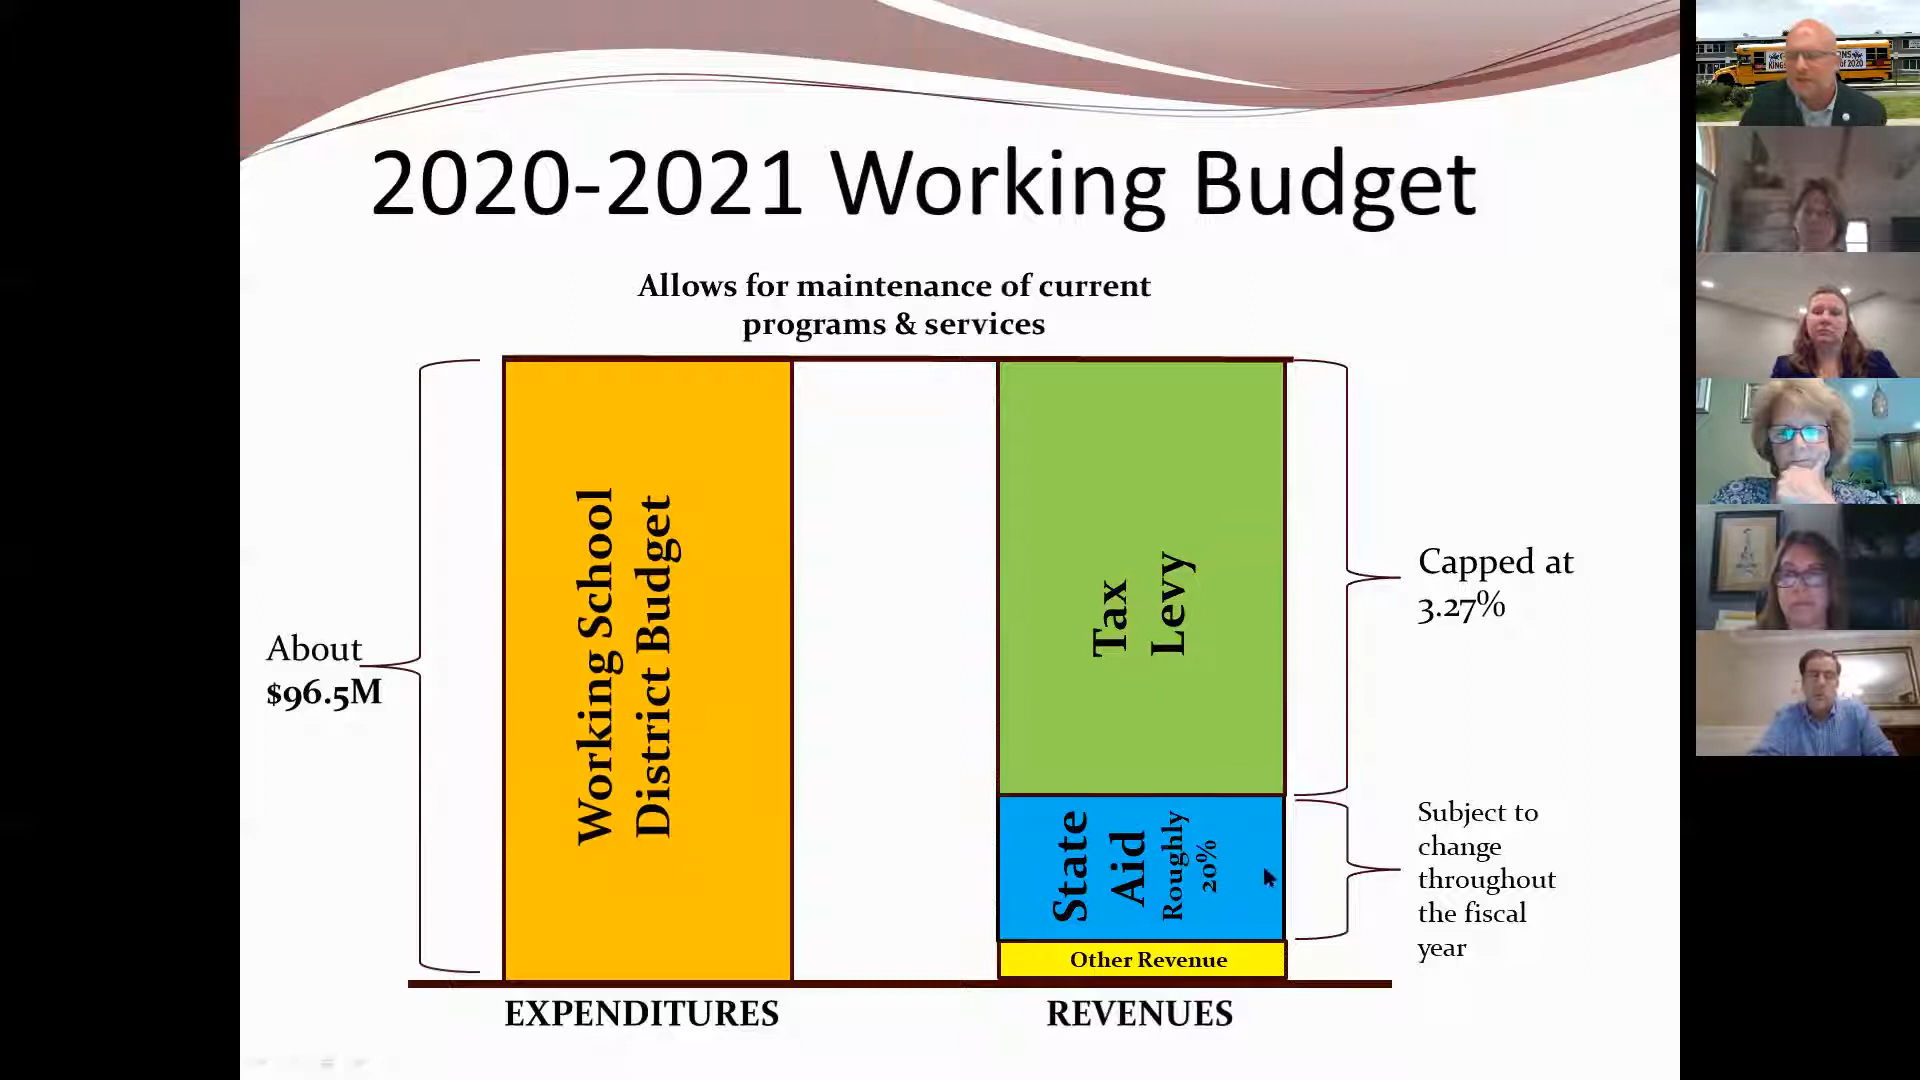 2020-2021 Working Budget
Allows for maintenance of current
programs & services
About
$96.5M
Working School
District Budget
Tax
Levy
Capped at
3.27%
State
Aid
Roughly
20%
Subject to
change
throughout
the fiscal
year
Other Revenue
EXPENDITURES
REVENUES
of 2020